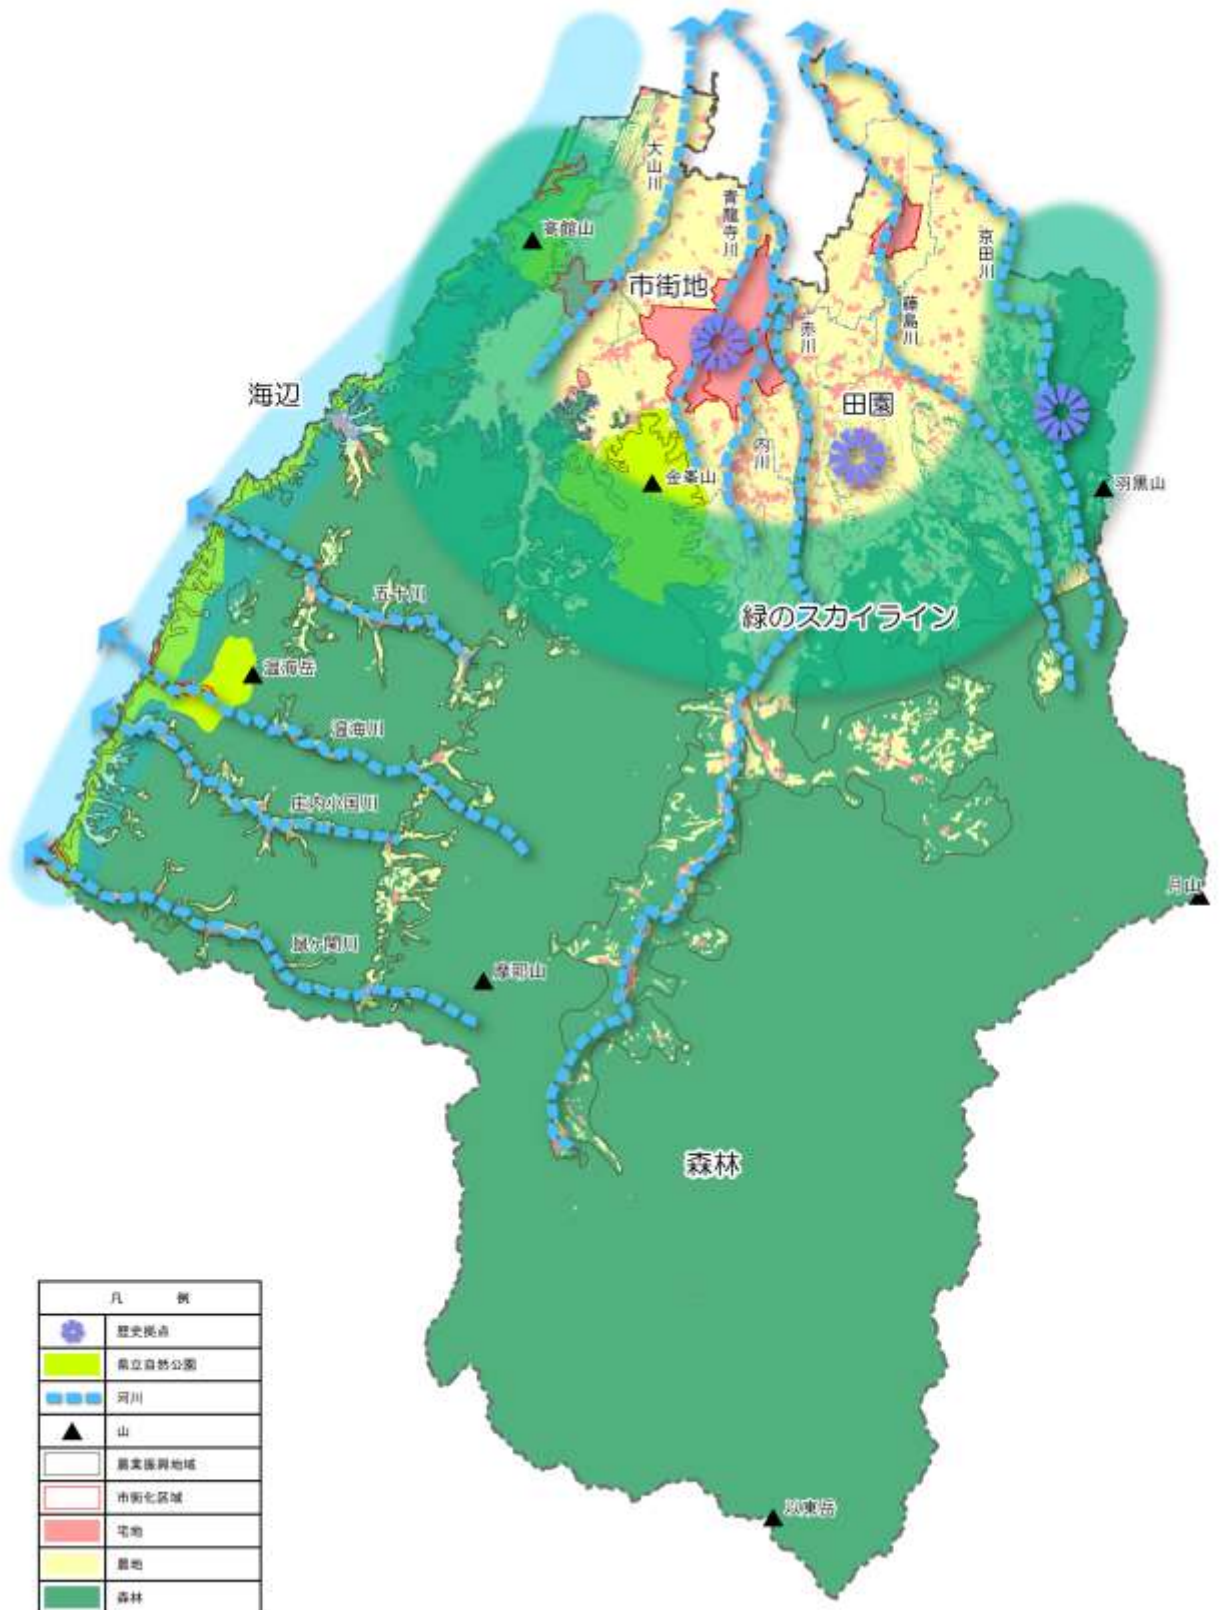 大山川
青龍寺川
高館山
京田川
市街地
藤島川
赤川
海辺
田園
内川
金峯山
羽黒山
五十川
緑のスカイライン
温海岳
温海川
庄内小国川
月山
鼠ヶ関川
摩耶山
森林
凡 例
歴史拠点
県立自然公園
河川
山
農業振興地域
市街化区域
宅地
農地
森林
以東岳